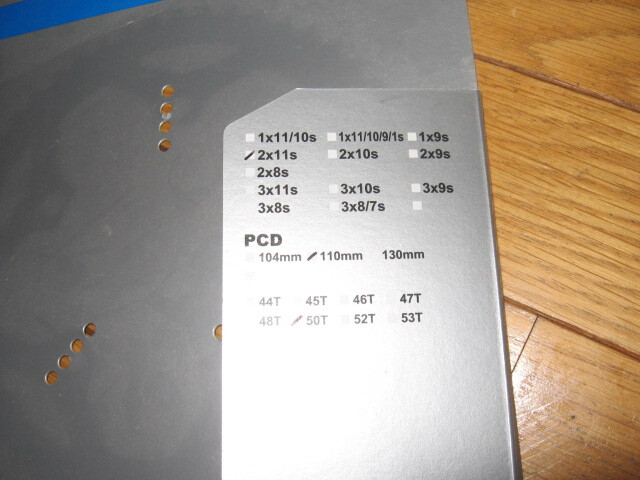 1x11/10s 1x11/10/9/1s 1x9s
2x11s 2x10s 2x9s
2x8s
3x11s 3x10s 3x9s
3x8s 3x8/7s
PCD
104mm 110mm 130mm
44T 45T 46T 47T
48T 50T 52T 53T